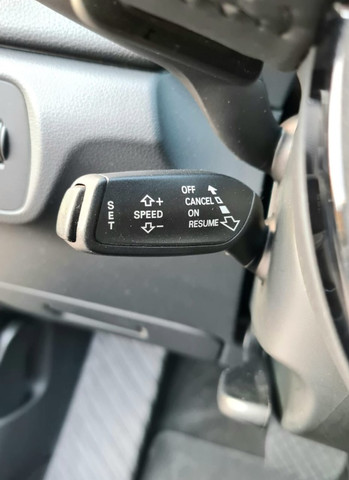 SET
+
SPEED
-
OFF
CANCEL
ON
RESUME